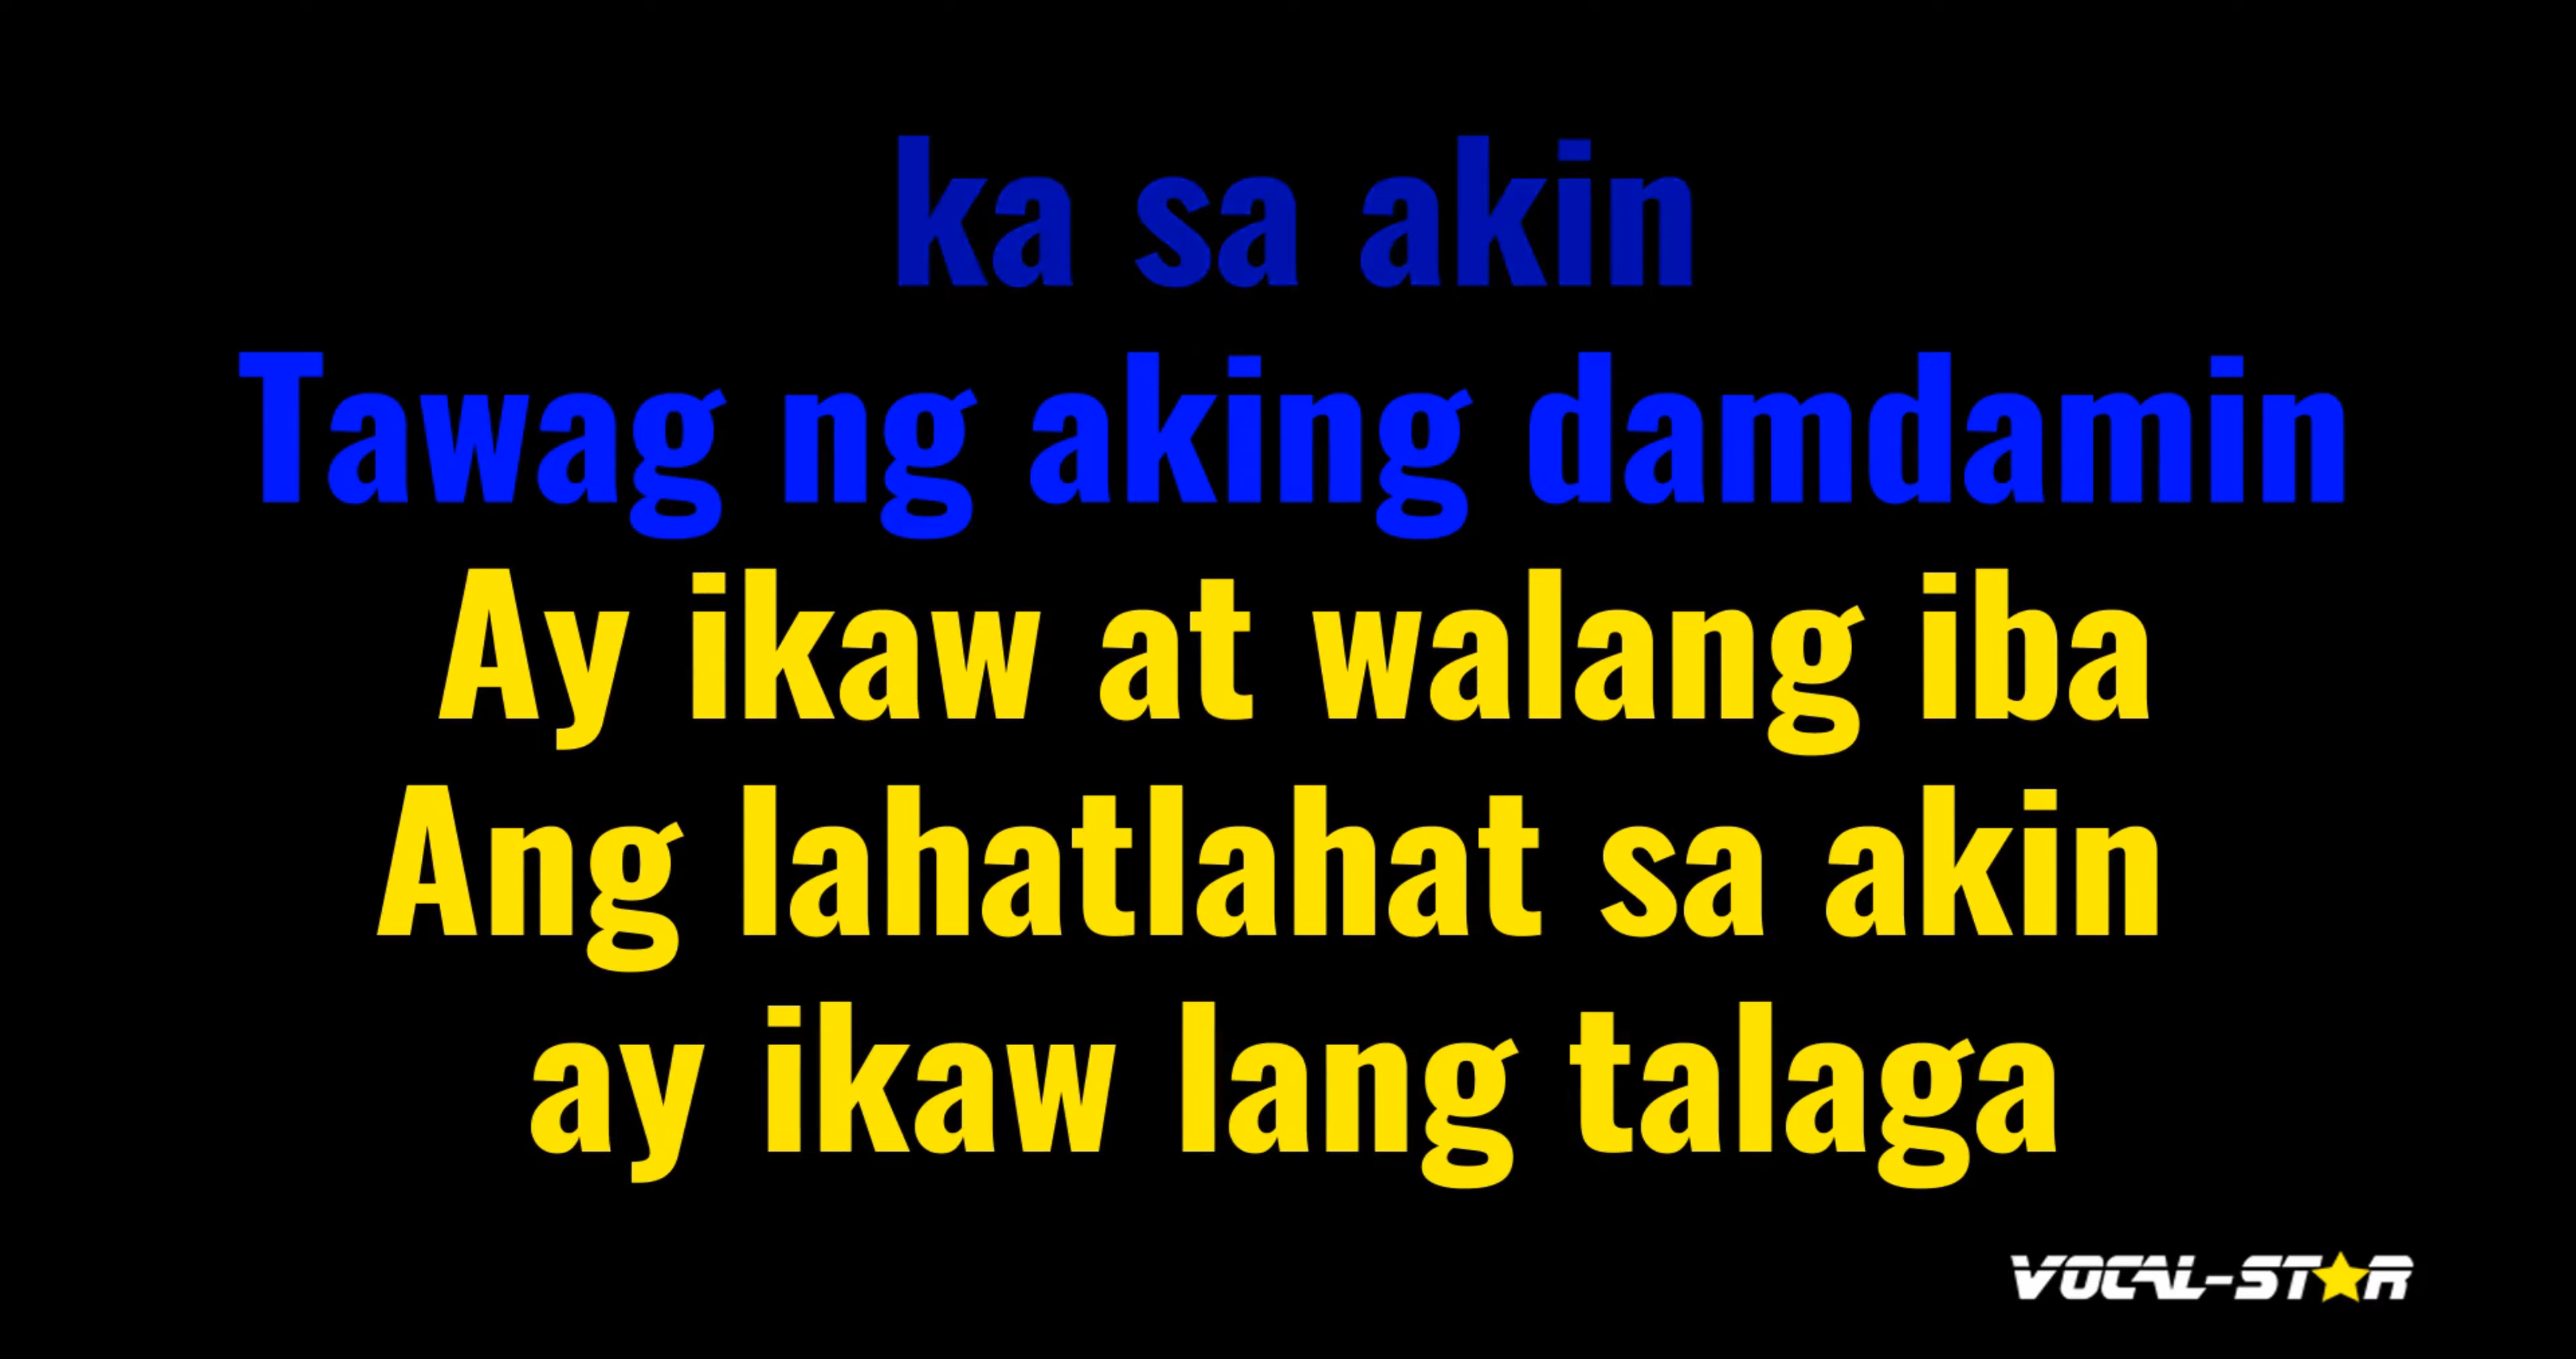 ka sa akin
Tawag ng aking damdamin
Ay ikaw at walang iba
Ang lahatlahat sa akin
ay ikaw lang talaga
VOCAL-STAR